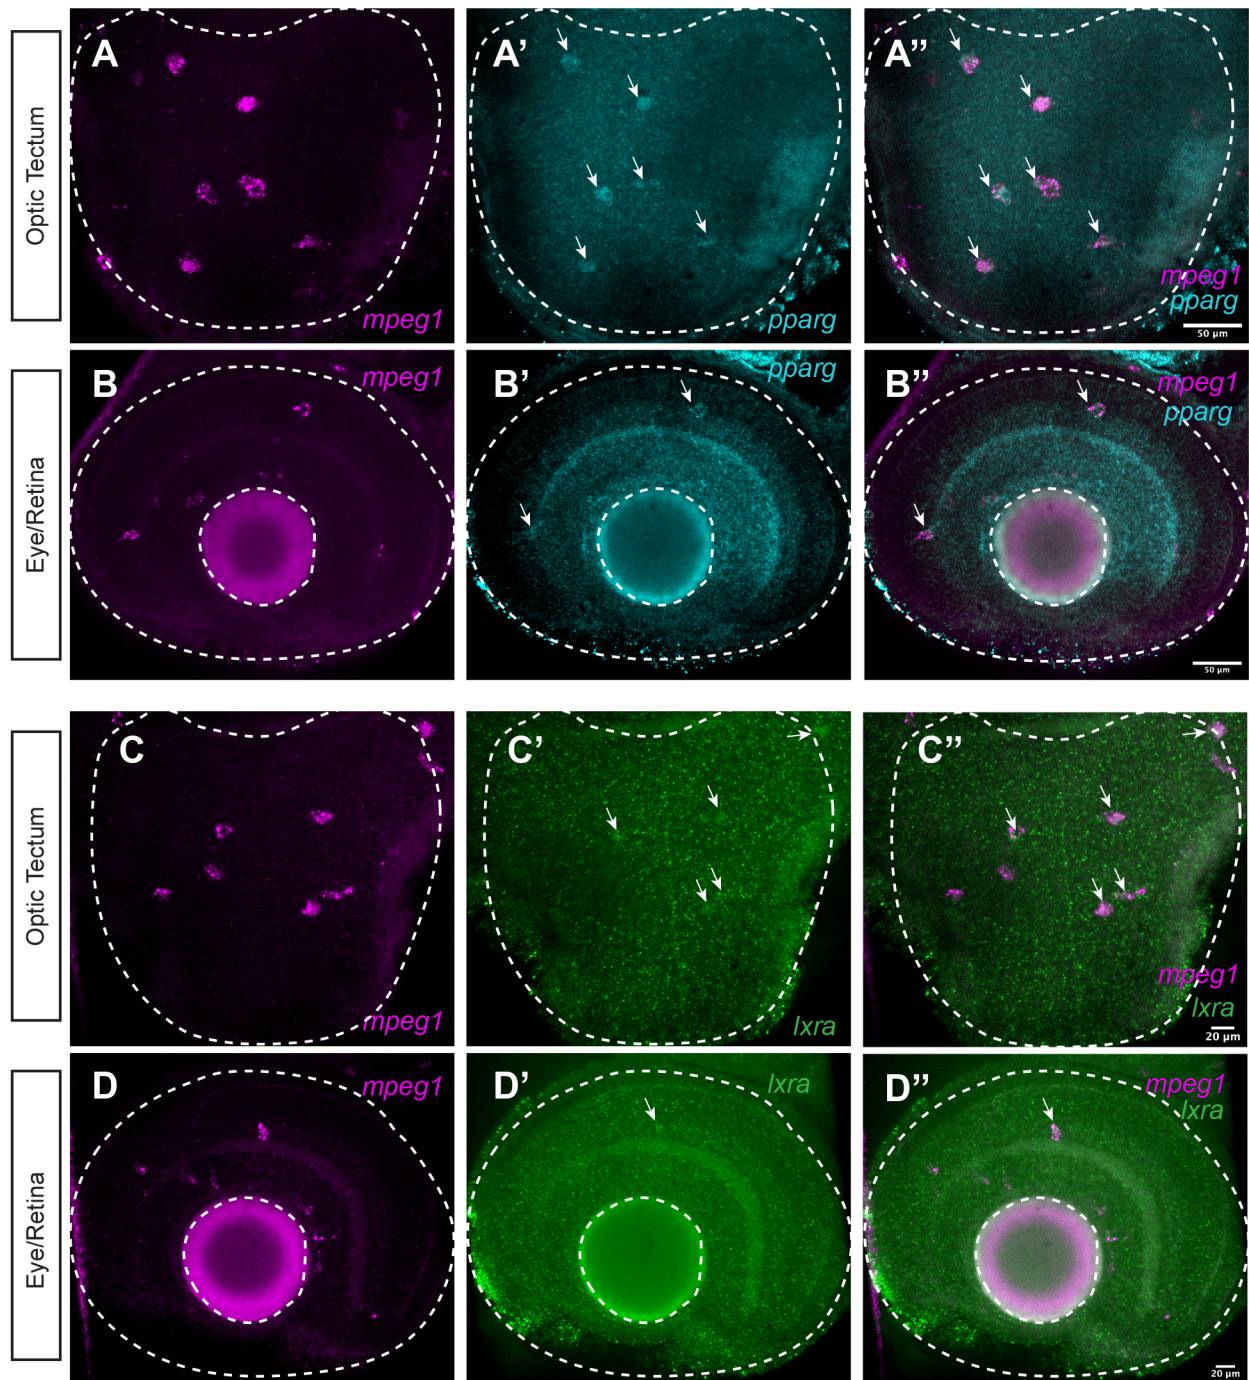 Optic Tectum
A
mpeg1
A'
pparg
A"
mpeg1
pparg
50 µm
Eye/Retina
B
mpeg1
B'
pparg
B"
mpeg1
pparg
50 µm
Optic Tectum
C
mpeg1
C'
lxra
C"
mpeg1
lxra
20 µm
Eye/Retina
D
mpeg1
D'
lxra
D"
mpeg1
lxra
20 µm